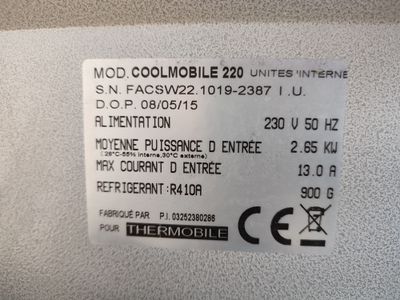 MOD. COOLMOBILE 220 UNITES INTERNE
S.N. FACSW22.1019-2387 I.U.
D.O.P. 08/05/15
ALIMENTATION 230 V 50 HZ
MOYENNE PUISSANCE D ENTRÉE 2.65 KW
(28°C-55% interne,30°C externe)
MAX COURANT D ENTRÉE 13.0 A
REFRIGERANT:R410A 900 G
FABRIQUÉ PAR P.I. 03252380286
POUR THERMOBILE CE